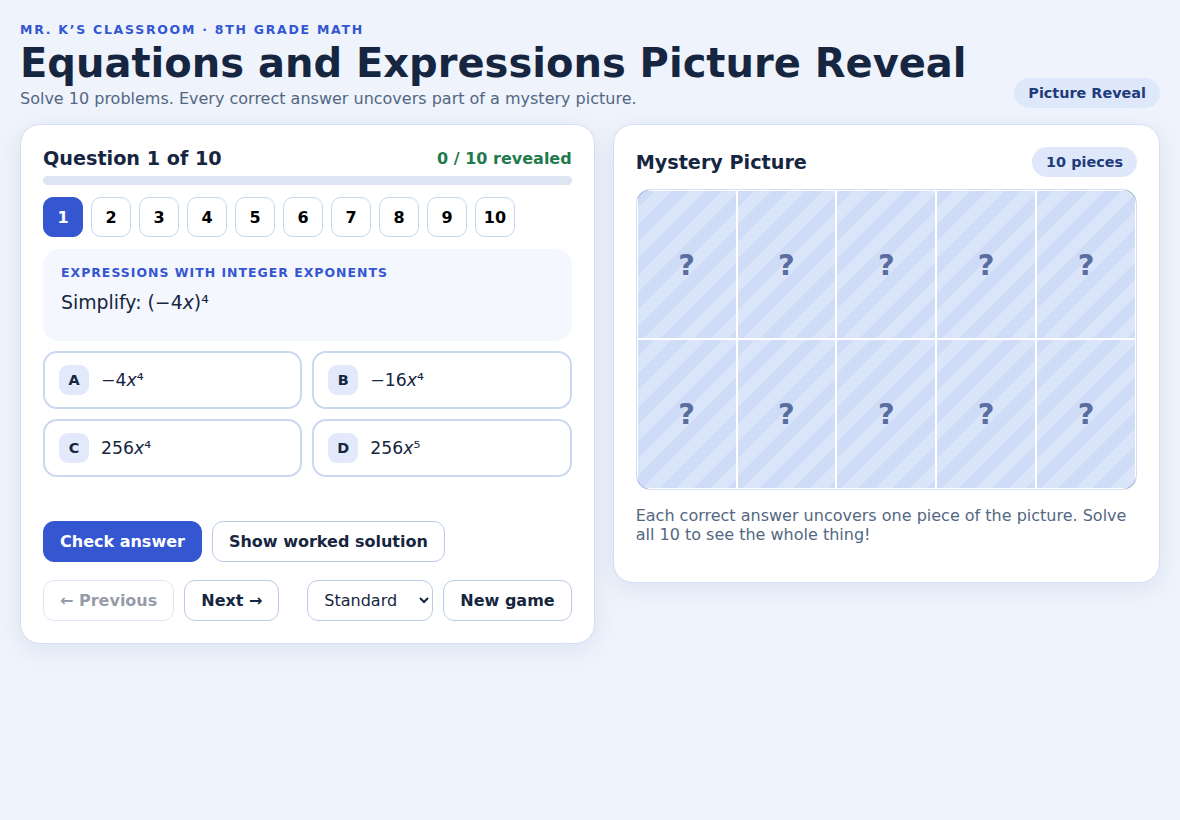 MR. K’S CLASSROOM · 8TH GRADE MATH
Equations and Expressions Picture Reveal
Solve 10 problems. Every correct answer uncovers part of a mystery picture.
Picture Reveal
Question 1 of 10
0 / 10 revealed
1 2 3 4 5 6 7 8 9 10
EXPRESSIONS WITH INTEGER EXPONENTS
Simplify: (−4x)⁴
A −4x⁴
B −16x⁴
C 256x⁴
D 256x⁵
Check answer
Show worked solution
← Previous
Next →
Standard
New game
Mystery Picture
10 pieces
? ? ? ? ?
? ? ? ? ?
Each correct answer uncovers one piece of the picture. Solve
all 10 to see the whole thing!